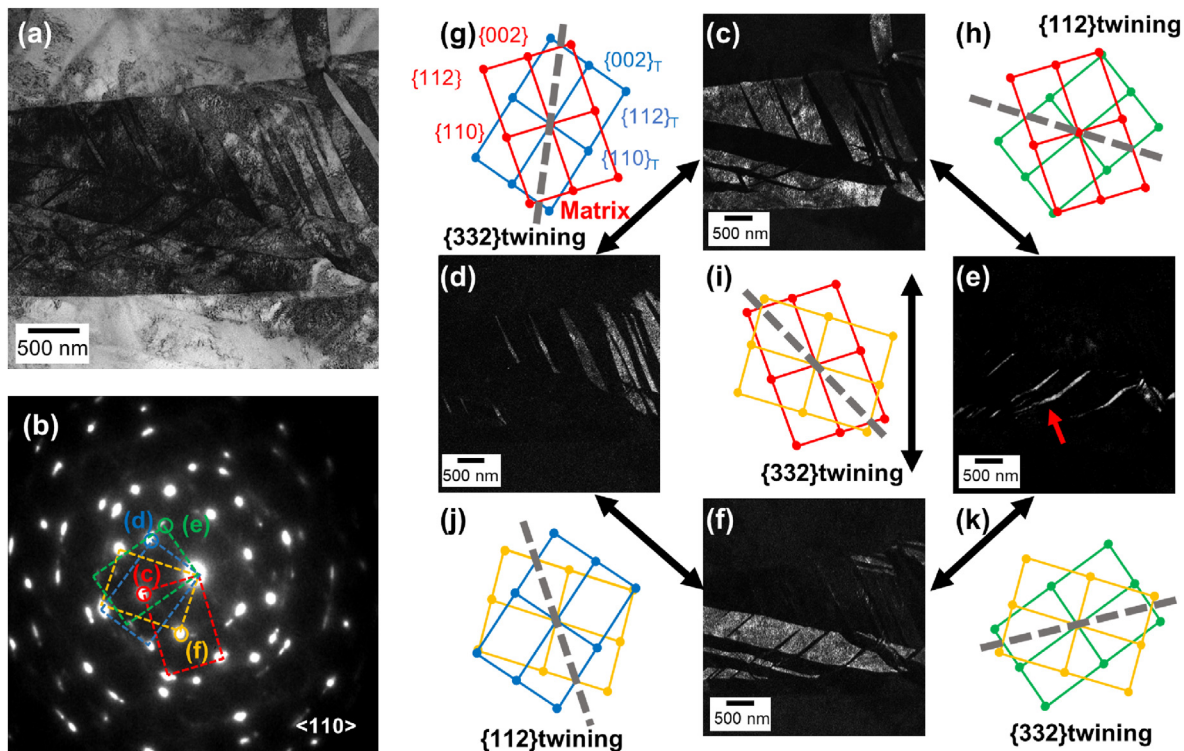 (a)
500 nm
(b)
(d)
(e)
(c)
(f)
<110>
(g)
{002}
{112}
{110}
{002}T
{112}T
{110}T
Matrix
{332}twining
(c)
500 nm
(h)
{112}twining
(d)
500 nm
(i)
{332}twining
(e)
500 nm
(j)
{112}twining
(f)
500 nm
(k)
{332}twining